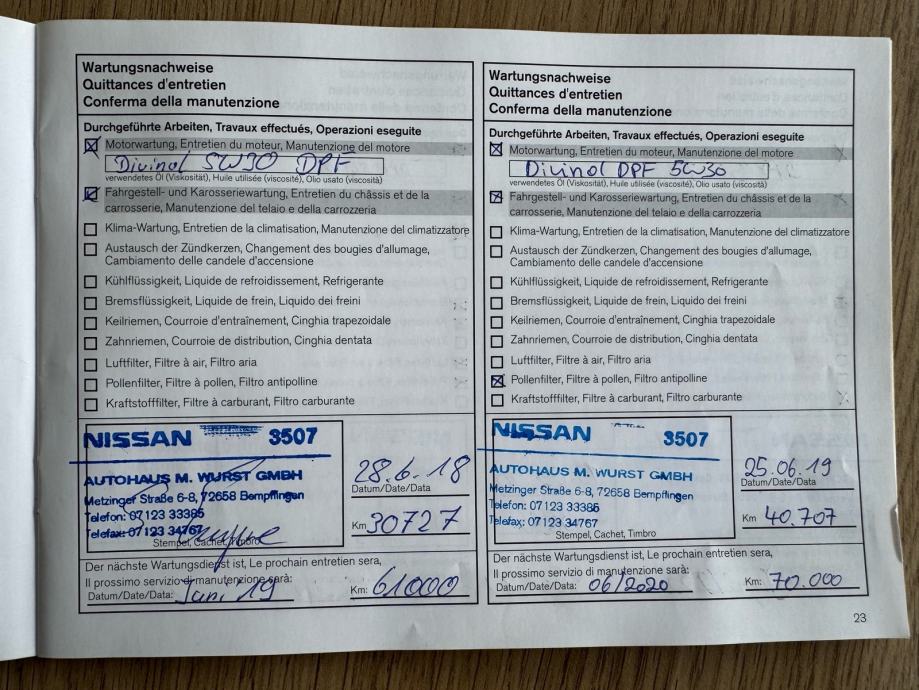 Wartungsnachweise
Quittances d'entretien
Conferma della manutenzione
Durchgeführte Arbeiten, Travaux effectués, Operazioni eseguite
Motorwartung, Entretien du moteur, Manutenzione del motore
Divinol 5W30 DPF
verwendetes Öl (Viskosität), Huile utilisée (viscosité), Olio usato (viscosità)
Fahrgestell- und Karosseriewartung, Entretien du châssis et de la
carrosserie, Manutenzione del telaio e della carrozzeria
Klima-Wartung, Entretien de la climatisation, Manutenzione del climatizzatore
Austausch der Zündkerzen, Changement des bougies d'allumage,
Cambiamento delle candele d'accensione
Kühlflüssigkeit, Liquide de refroidissement, Refrigerante
Bremsflüssigkeit, Liquide de frein, Liquido dei freini
Keilriemen, Courroie d'entraînement, Cinghia trapezoidale
Zahnriemen, Courroie de distribution, Cinghia dentata
Luftfilter, Filtre à air, Filtro aria
Pollenfilter, Filtre à pollen, Filtro antipolline
Kraftstofffilter, Filtre à carburant, Filtro carburante
NISSAN 3507
AUTOHAUS M. WURST GMBH
Metzinger Straße 6-8, 72658 Bempflingen
Telefon: 07123 33385
Telefax: 07123 34767
Stempel, Cachet, Timbro
28.6.18
Datum/Date/Data
Km 30727
Der nächste Wartungsdienst ist, Le prochain entretien sera,
Il prossimo servizio di manutenzione sarà:
Datum/Date/Data: Juni 19 Km: 61000
Wartungsnachweise
Quittances d'entretien
Conferma della manutenzione
Durchgeführte Arbeiten, Travaux effectués, Operazioni eseguite
Motorwartung, Entretien du moteur, Manutenzione del motore
Divinol DPF 5W30
verwendetes Öl (Viskosität), Huile utilisée (viscosité), Olio usato (viscosità)
Fahrgestell- und Karosseriewartung, Entretien du châssis et de la
carrosserie, Manutenzione del telaio e della carrozzeria
Klima-Wartung, Entretien de la climatisation, Manutenzione del climatizzatore
Austausch der Zündkerzen, Changement des bougies d'allumage,
Cambiamento delle candele d'accensione
Kühlflüssigkeit, Liquide de refroidissement, Refrigerante
Bremsflüssigkeit, Liquide de frein, Liquido dei freini
Keilriemen, Courroie d'entraînement, Cinghia trapezoidale
Zahnriemen, Courroie de distribution, Cinghia dentata
Luftfilter, Filtre à air, Filtro aria
Pollenfilter, Filtre à pollen, Filtro antipolline
Kraftstofffilter, Filtre à carburant, Filtro carburante
NISSAN 3507
AUTOHAUS M. WURST GMBH
Metzinger Straße 6-8, 72658 Bempflingen
Telefon: 07123 33385
Telefax: 07123 34767
Stempel, Cachet, Timbro
25.06.19
Datum/Date/Data
Km 40.707
Der nächste Wartungsdienst ist, Le prochain entretien sera,
Il prossimo servizio di manutenzione sarà:
Datum/Date/Data: 06/2020 Km: 70.000
23